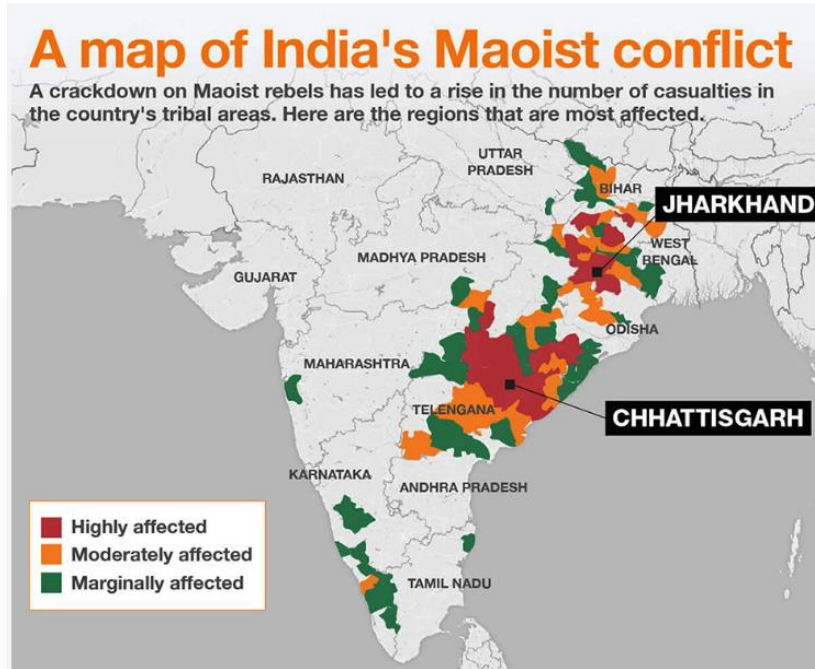 A map of India's Maoist conflict
A crackdown on Maoist rebels has led to a rise in the number of casualties in
the country's tribal areas. Here are the regions that are most affected.
UTTAR
PRADESH
RAJASTHAN
BIHAR
JHARKHAND
WEST
BENGAL
MADHYA PRADESH
GUJARAT
ODISHA
MAHARASHTRA
TELENGANA
CHHATTISGARH
KARNATAKA
ANDHRA PRADESH
Highly affected
Moderately affected
Marginally affected
TAMIL NADU